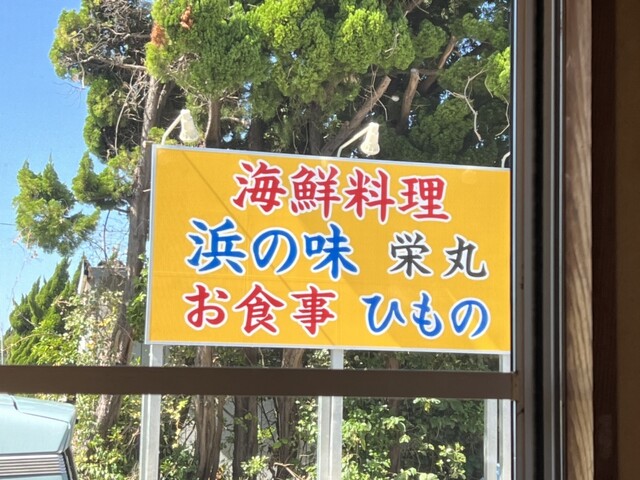 海鮮料理
浜の味 栄丸
お食事 ひもの